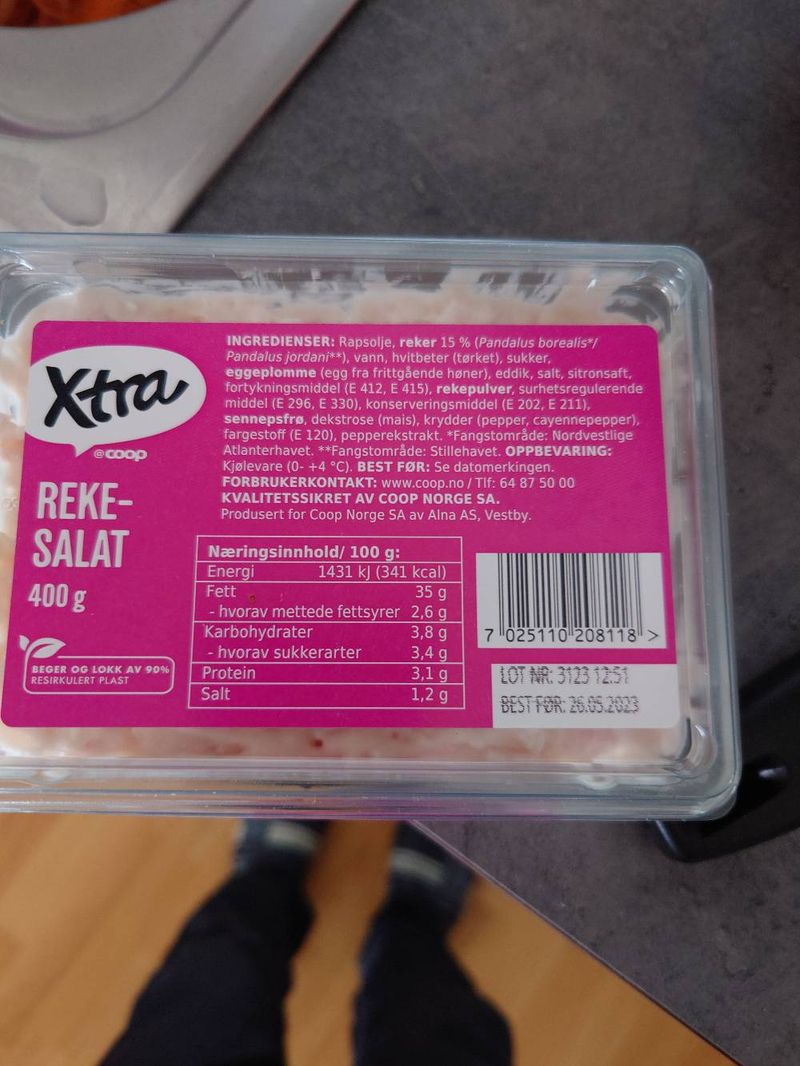 Xtra
@coop
REKE-
SALAT
400 g
BEGER OG LOKK AV 90%
RESIRKULERT PLAST
INGREDIENSER: Rapsolje, reker 15 % (Pandalus borealis*/
Pandalus jordani**), vann, hvitbeter (tørket), sukker,
eggeplomme (egg fra frittgående høner), eddik, salt, sitronsaft,
fortykningsmiddel (E 412, E 415), rekepulver, surhetsregulerende
middel (E 296, E 330), konserveringsmiddel (E 202, E 211),
sennepsfrø, dekstrose (mais), krydder (pepper, cayennepepper),
fargestoff (E 120), pepperekstrakt. *Fangstområde: Nordvestlige
Atlanterhavet. **Fangstområde: Stillehavet. OPPBEVARING:
Kjølevare (0- +4 °C). BEST FØR: Se datomerkingen.
FORBRUKERKONTAKT: www.coop.no / Tlf: 64 87 50 00
KVALITETSSIKRET AV COOP NORGE SA.
Produsert for Coop Norge SA av Alna AS, Vestby.
Næringsinnhold/ 100 g:
Energi 1431 kJ (341 kcal)
Fett 35 g
- hvorav mettede fettsyrer 2,6 g
Karbohydrater 3,8 g
- hvorav sukkerarter 3,4 g
Protein 3,1 g
Salt 1,2 g
7 025110 208118 >
LOT NR: 3123 12:51
BEST FØR: 26.05.2023